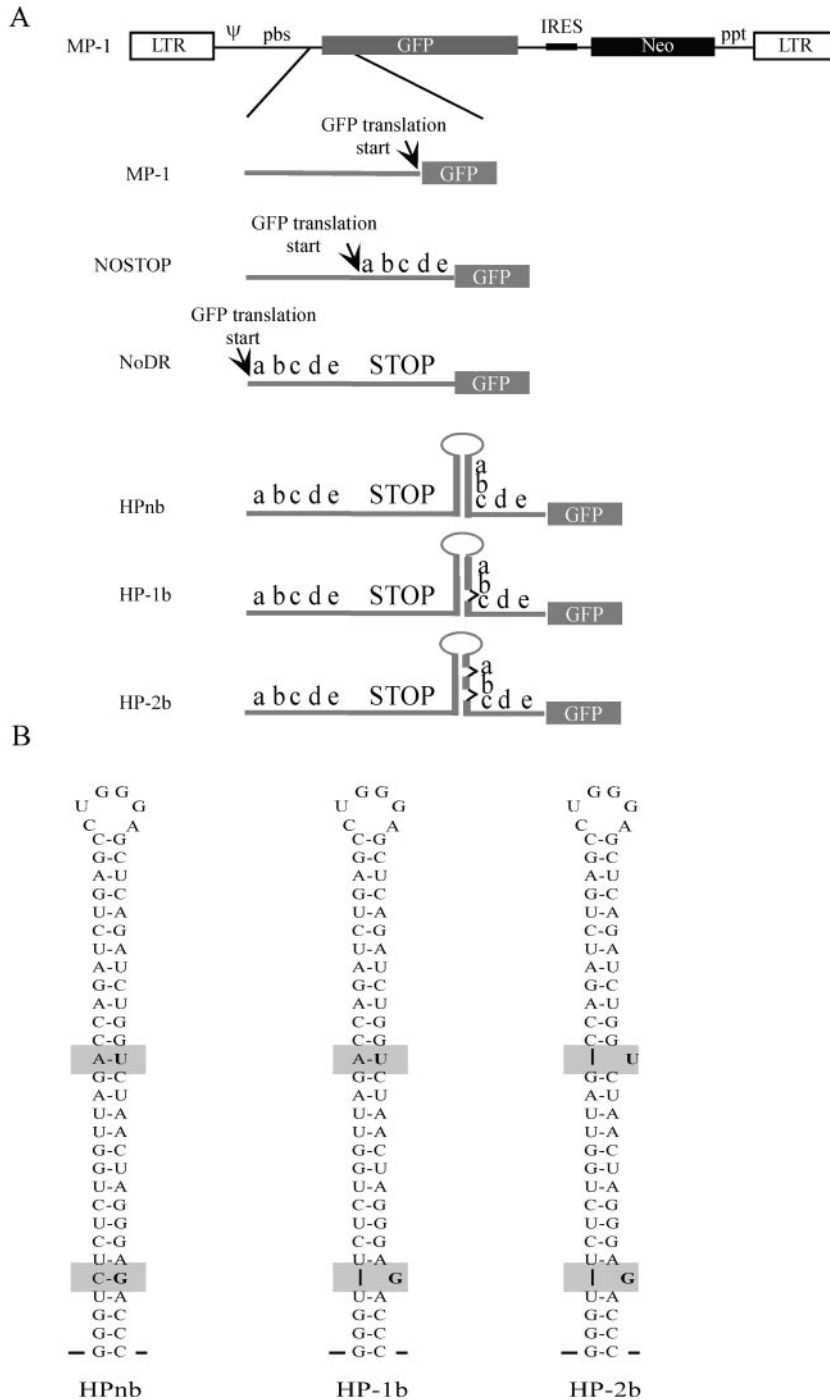 A
MP-1 LTR Ψ pbs GFP IRES Neo ppt LTR
GFP translation
start
MP-1 GFP
GFP translation
start
NOSTOP a b c d e GFP
GFP translation
start
NoDR a b c d e STOP GFP
HPnb a b c d e STOP a b c d e GFP
HP-1b a b c d e STOP a b c d e GFP
HP-2b a b c d e STOP a b c d e GFP
B
G G G G G G
U G U G U G
C A C A C A
C-G C-G C-G
G-C G-C G-C
A-U A-U A-U
G-C G-C G-C
U-A U-A U-A
C-G C-G C-G
U-A U-A U-A
A-U A-U A-U
G-C G-C G-C
A-U A-U A-U
C-G C-G C-G
C-G C-G C-G
A-U A-U U
G-C G-C G-C
A-U A-U A-U
U-A U-A U-A
U-A U-A U-A
G-C G-C G-C
G-U G-U G-U
U-A U-A U-A
C-G C-G C-G
U-G U-G U-G
C-G C-G C-G
U-A U-A U-A
C-G G G
U-A U-A U-A
G-C G-C G-C
G-C G-C G-C
G-C G-C G-C
HPnb HP-1b HP-2b